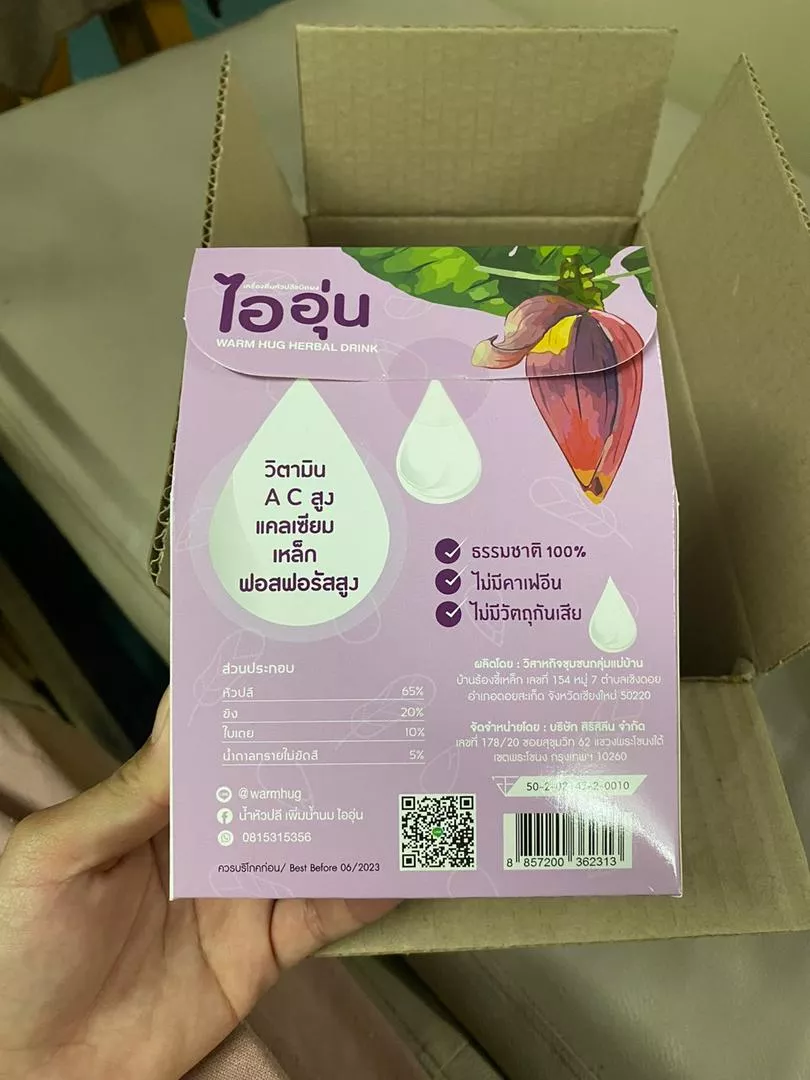 เครื่องดื่มหัวปลีชนิดผง
ไออุ่น
WARM HUG HERBAL DRINK
วิตามิน
A C สูง
แคลเซียม
เหล็ก
ฟอสฟอรัสสูง
ธรรมชาติ 100%
ไม่มีคาเฟอีน
ไม่มีวัตถุกันเสีย
ส่วนประกอบ
หัวปลี 65%
ขิง 20%
ใบเตย 10%
น้ำตาลทรายไม่ขัดสี 5%
ผลิตโดย : วิสาหกิจชุมชนกลุ่มแม่บ้าน
บ้านร้องขี้เหล็ก เลขที่ 154 หมู่ 7 ตำบลเชิงดอย
อำเภอดอยสะเก็ด จังหวัดเชียงใหม่ 50220
จัดจำหน่ายโดย : บริษัท สิริสิลีน จำกัด
เลขที่ 178/20 ซอยสุขุมวิท 62 แขวงพระโขนงใต้
เขตพระโขนง กรุงเทพฯ 10260
@warmhug
น้ำหัวปลี เพิ่มน้ำนม ไออุ่น
0815315356
ควรบริโภคก่อน/ Best Before 06/2023
8 857200 362313